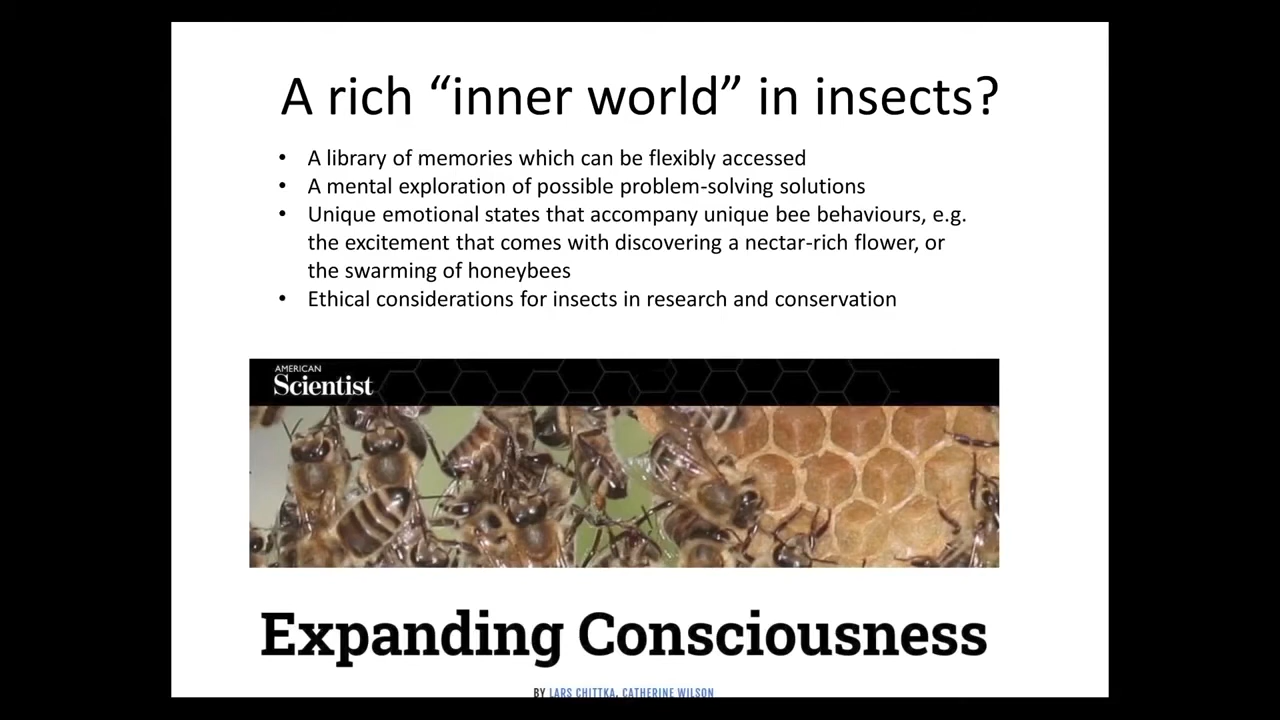 A rich “inner world” in insects?
• A library of memories which can be flexibly accessed
• A mental exploration of possible problem-solving solutions
• Unique emotional states that accompany unique bee behaviours, e.g.
the excitement that comes with discovering a nectar-rich flower, or
the swarming of honeybees
• Ethical considerations for insects in research and conservation
AMERICAN
Scientist
Expanding Consciousness
BY LARS CHITTKA, CATHERINE WILSON